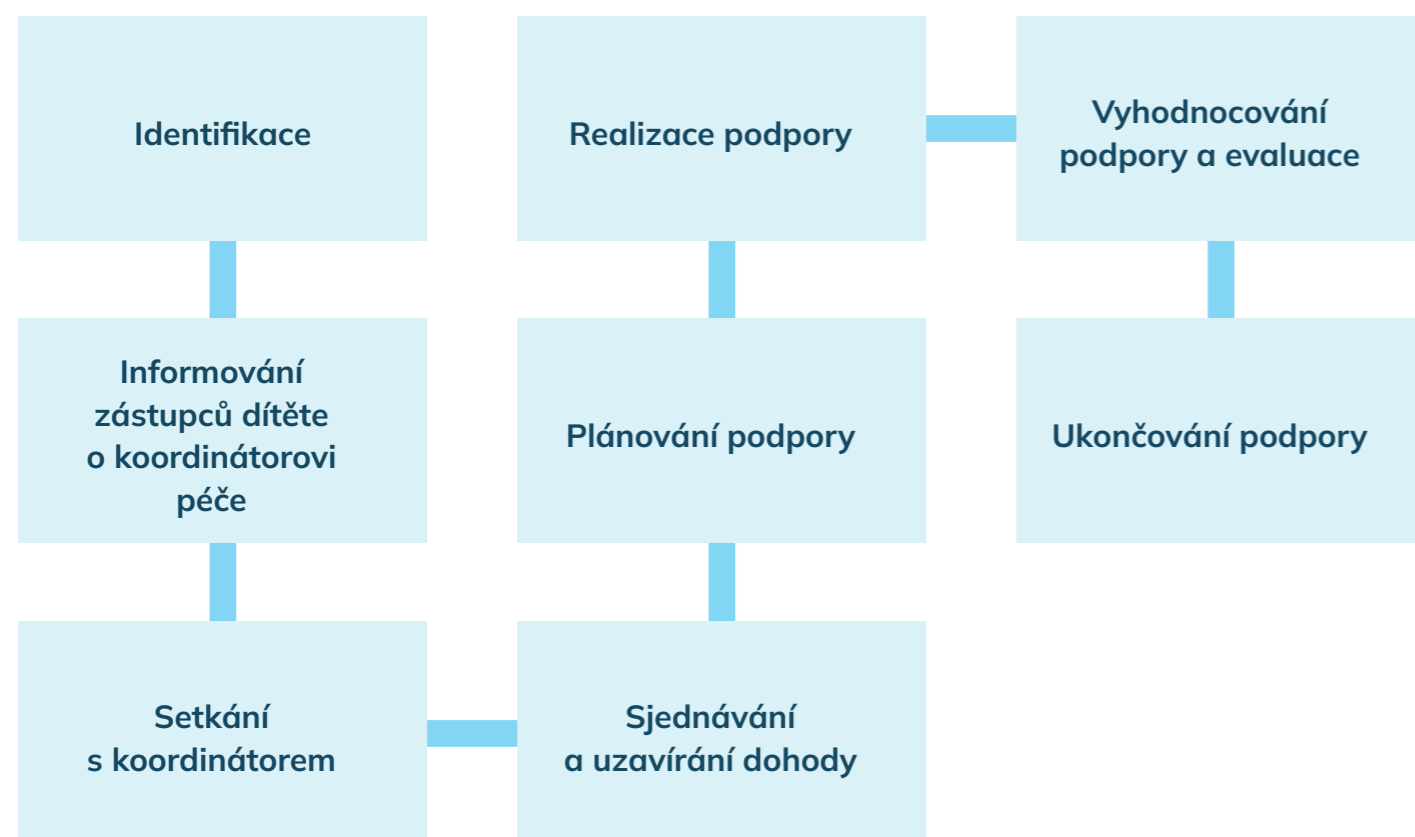 Identifikace
Informování
zástupců dítěte
o koordinátorovi
péče
Setkání
s koordinátorem
Sjednávání
a uzavírání dohody
Plánování podpory
Realizace podpory
Vyhodnocování
podpory a evaluace
Ukončování podpory